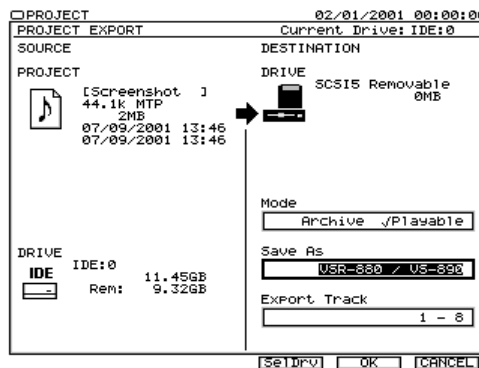 PROJECT 02/01/2001 00:00:00
PROJECT EXPORT Current Drive:IDE:0
SOURCE
PROJECT
[Screenshot ]
44.1k MTP
2MB
07/09/2001 13:46
07/09/2001 13:46
DRIVE
IDE
IDE:0
11.45GB
Rem: 9.32GB
DESTINATION
DRIVE
SCSI5 Removable
0MB
Mode
Archive √Playable
Save As
VSR-880 / VS-890
Export Track
1 - 8
SelDrv OK CANCEL